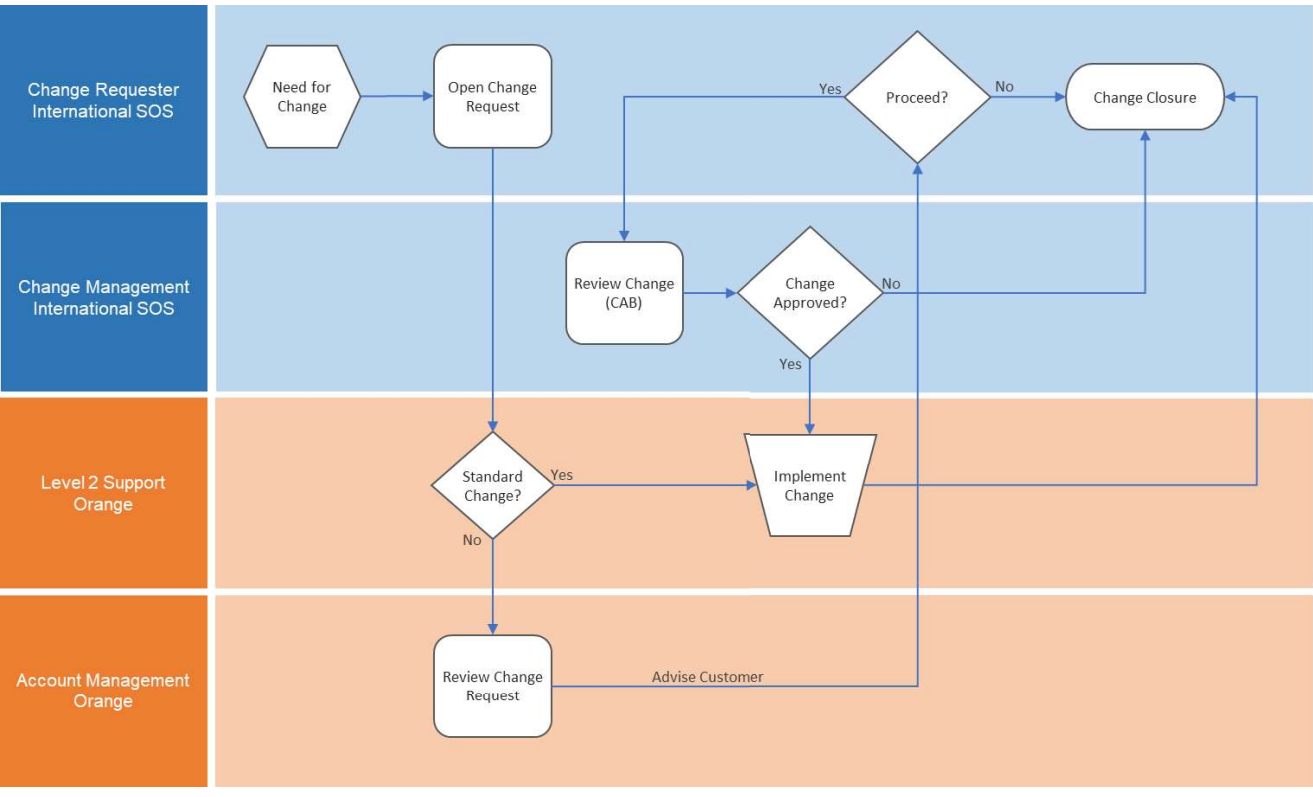 Change Requester
International SOS
Need for
Change
Open Change
Request
Yes
Proceed?
No
Change Closure
Change Management
International SOS
Review Change
(CAB)
Change
Approved?
No
Yes
Level 2 Support
Orange
Standard
Change?
Yes
No
Implement
Change
Account Management
Orange
Review Change
Request
Advise Customer